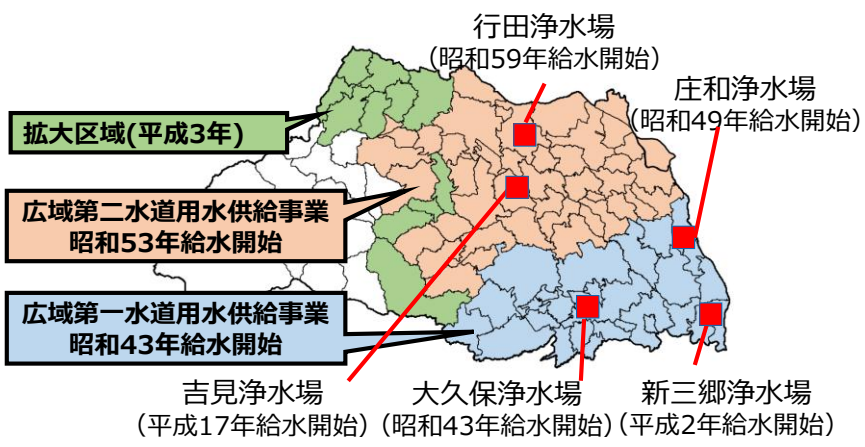 行田浄水場
(昭和59年給水開始)
庄和浄水場
(昭和49年給水開始)
拡大区域(平成3年)
広域第二水道用水供給事業
昭和53年給水開始
広域第一水道用水供給事業
昭和43年給水開始
吉見浄水場
(平成17年給水開始)
大久保浄水場
(昭和43年給水開始)
新三郷浄水場
(平成2年給水開始)